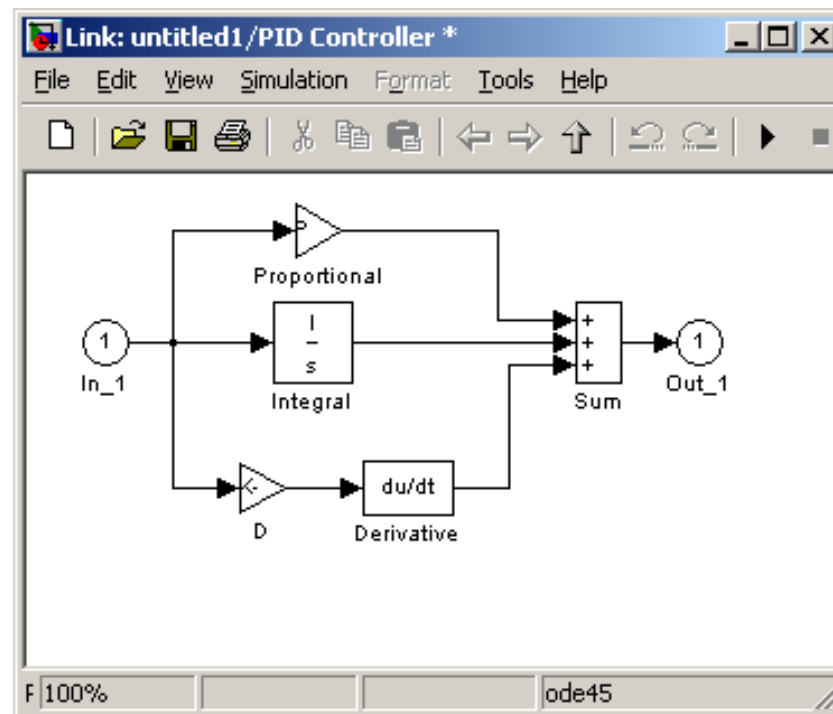 Link: untitled1/PID Controller *
File Edit View Simulation Format Tools Help
Proportional
1
In_1
I
s
Integral
+
+
+
Sum
1
Out_1
D
du/dt
Derivative
100%
ode45